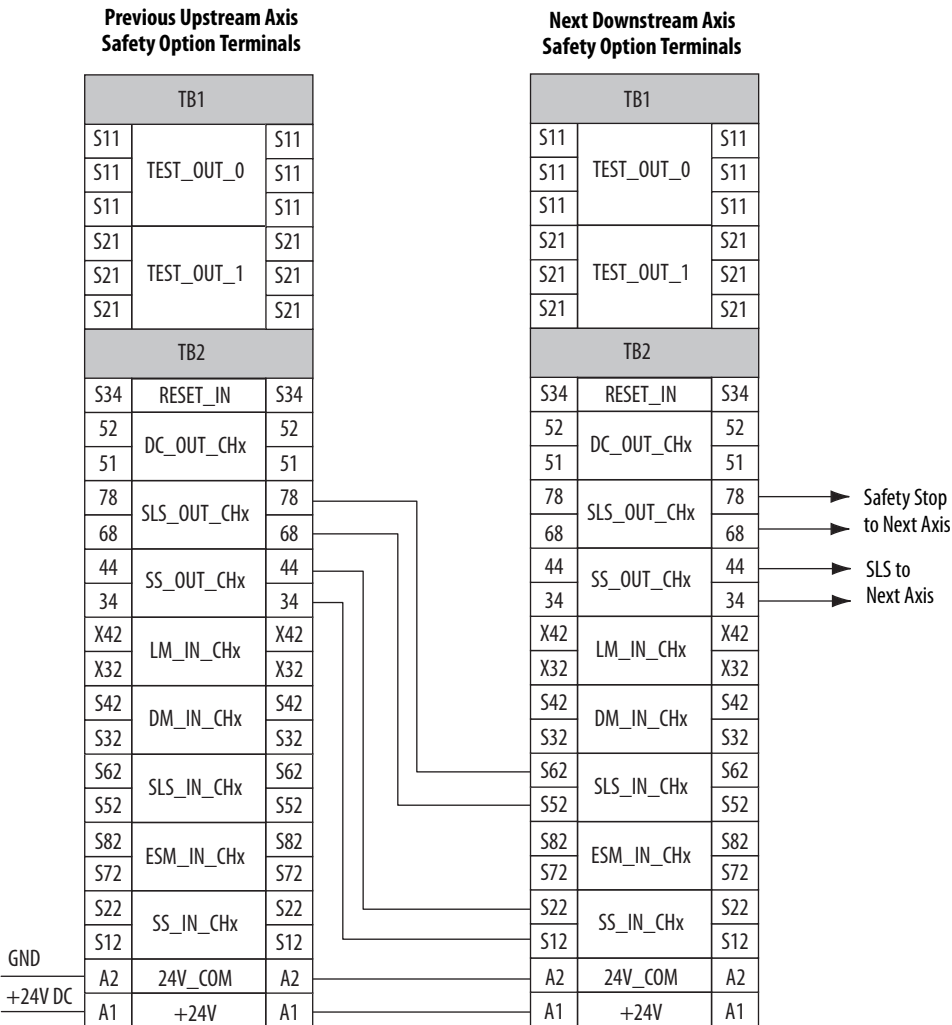 Previous Upstream Axis
Safety Option Terminals
Next Downstream Axis
Safety Option Terminals
TB1
S11 S11
S11 TEST_OUT_0 S11
S11 S11
S21 S21
S21 TEST_OUT_1 S21
S21 S21
TB2
S34 RESET_IN S34
52 52
DC_OUT_CHx
51 51
78 78
SLS_OUT_CHx
68 68
44 44
SS_OUT_CHx
34 34
X42 X42
LM_IN_CHx
X32 X32
S42 S42
DM_IN_CHx
S32 S32
S62 S62
SLS_IN_CHx
S52 S52
S82 S82
ESM_IN_CHx
S72 S72
S22 S22
SS_IN_CHx
S12 S12
GND
A2 24V_COM A2
+24V DC
A1 +24V A1
TB1
S11 S11
S11 TEST_OUT_0 S11
S11 S11
S21 S21
S21 TEST_OUT_1 S21
S21 S21
TB2
S34 RESET_IN S34
52 52
DC_OUT_CHx
51 51
78 78
SLS_OUT_CHx
68 68
44 44
SS_OUT_CHx
34 34
X42 X42
LM_IN_CHx
X32 X32
S42 S42
DM_IN_CHx
S32 S32
S62 S62
SLS_IN_CHx
S52 S52
S82 S82
ESM_IN_CHx
S72 S72
S22 S22
SS_IN_CHx
S12 S12
A2 24V_COM A2
A1 +24V A1
Safety Stop
to Next Axis
SLS to
Next Axis